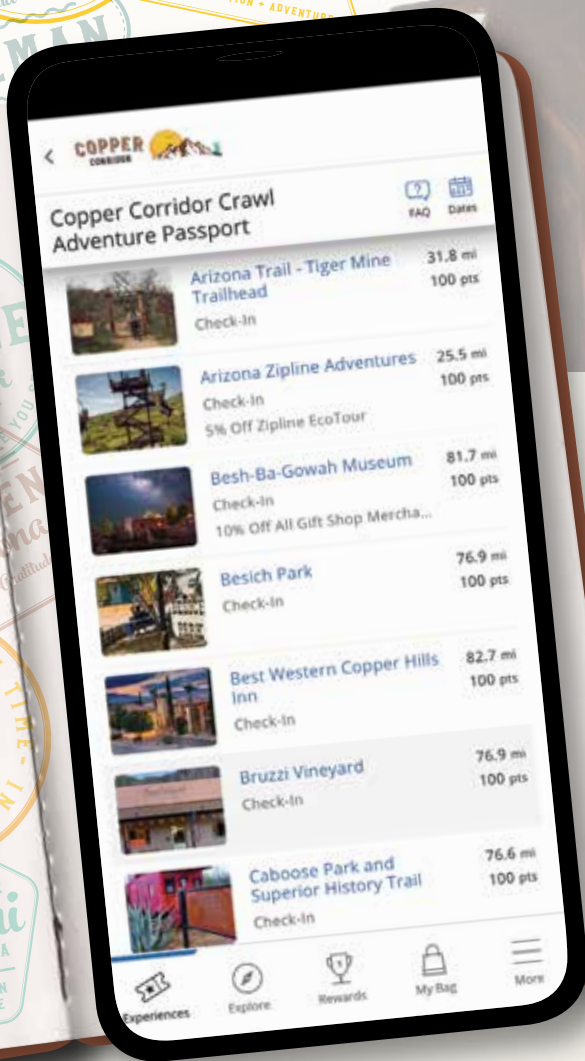 MAN
ION • ADVENTURE
COPPER
CORRIDOR
Copper Corridor Crawl
Adventure Passport
FAQ
Dates
Arizona Trail - Tiger Mine
Trailhead
31.8 mi
100 pts
Check-In
Arizona Zipline Adventures
25.5 mi
100 pts
Check-In
5% Off Zipline EcoTour
Besh-Ba-Gowah Museum
81.7 mi
100 pts
Check-In
10% Off All Gift Shop Mercha...
Besich Park
76.9 mi
100 pts
Check-In
Best Western Copper Hills
Inn
82.7 mi
100 pts
Check-In
Bruzzi Vineyard
76.9 mi
100 pts
Check-In
Caboose Park and
Superior History Trail
76.6 mi
100 pts
Check-In
Experiences
Explore
Rewards
My Bag
More
TIME
IN